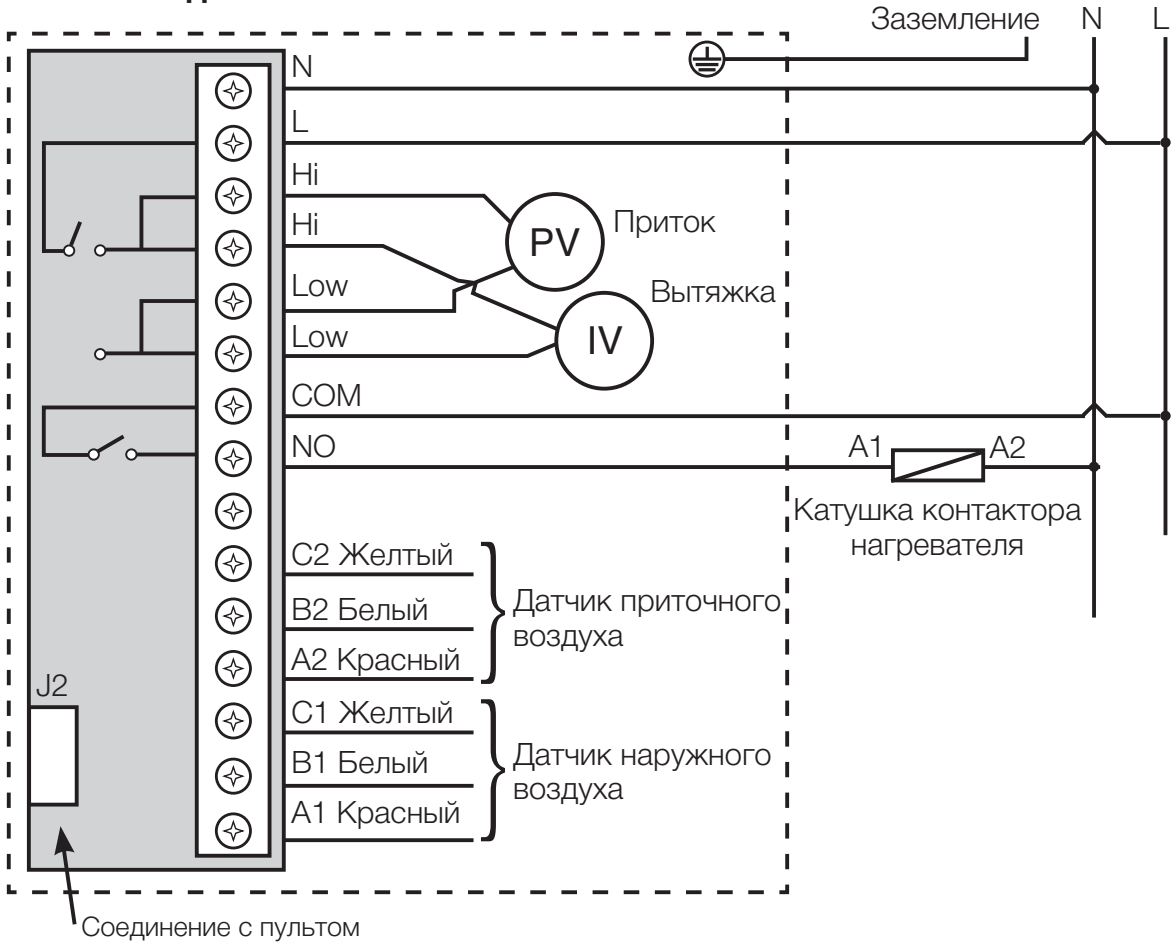 Заземление N L
N
L
Hi
Приток
PV
Hi
Low
Вытяжка
IV
Low
COM
NO
A1 A2
Катушка контактора
нагревателя
C2 Желтый
B2 Белый
A2 Красный
Датчик приточного
воздуха
J2
C1 Желтый
B1 Белый
A1 Красный
Датчик наружного
воздуха
Соединение с пультом